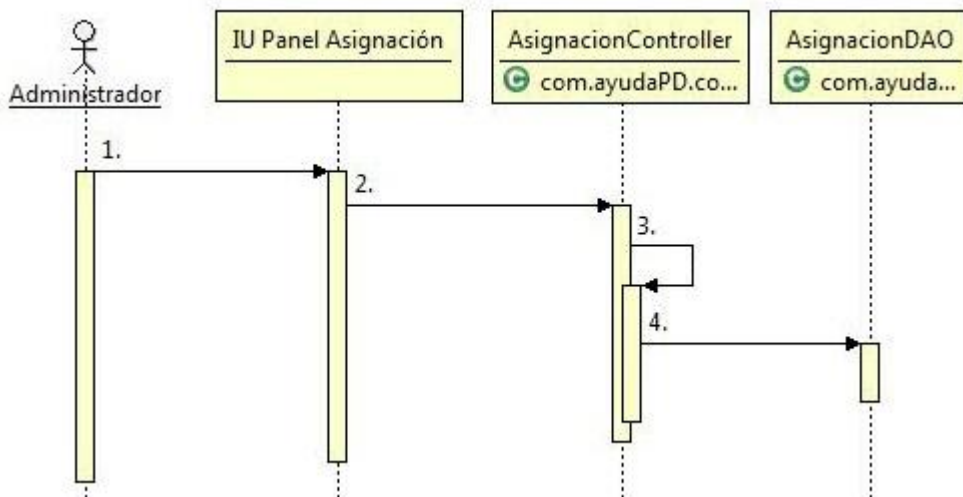 Administrador
IU Panel Asignación
AsignacionController
C com.ayudaPD.co...
AsignacionDAO
C com.ayuda...
1.
2.
3.
4.